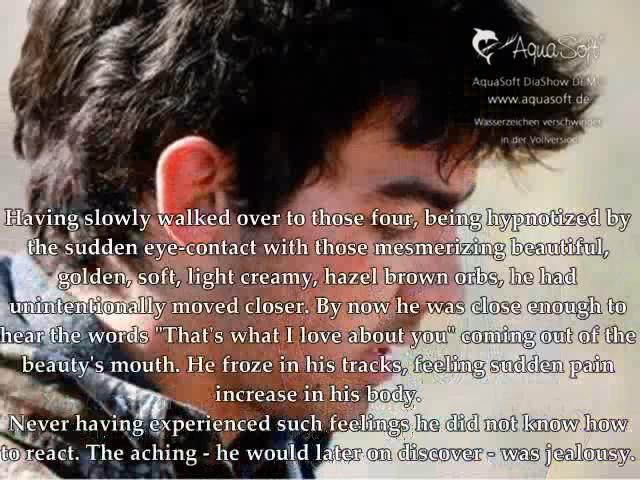 AquaSoft
AquaSoft DiaShow DEM
www.aquasoft.de
Wasserzeichen verschwindet
in der Vollversion
Having slowly walked over to those four, being hypnotized by
the sudden eye-contact with those mesmerizing beautiful,
golden, soft, light creamy, hazel brown orbs, he had
unintentionally moved closer. By now he was close enough to
hear the words "That's what I love about you" coming out of the
beauty's mouth. He froze in his tracks, feeling sudden pain
increase in his body.
Never having experienced such feelings he did not know how
to react. The aching - he would later on discover - was jealousy.